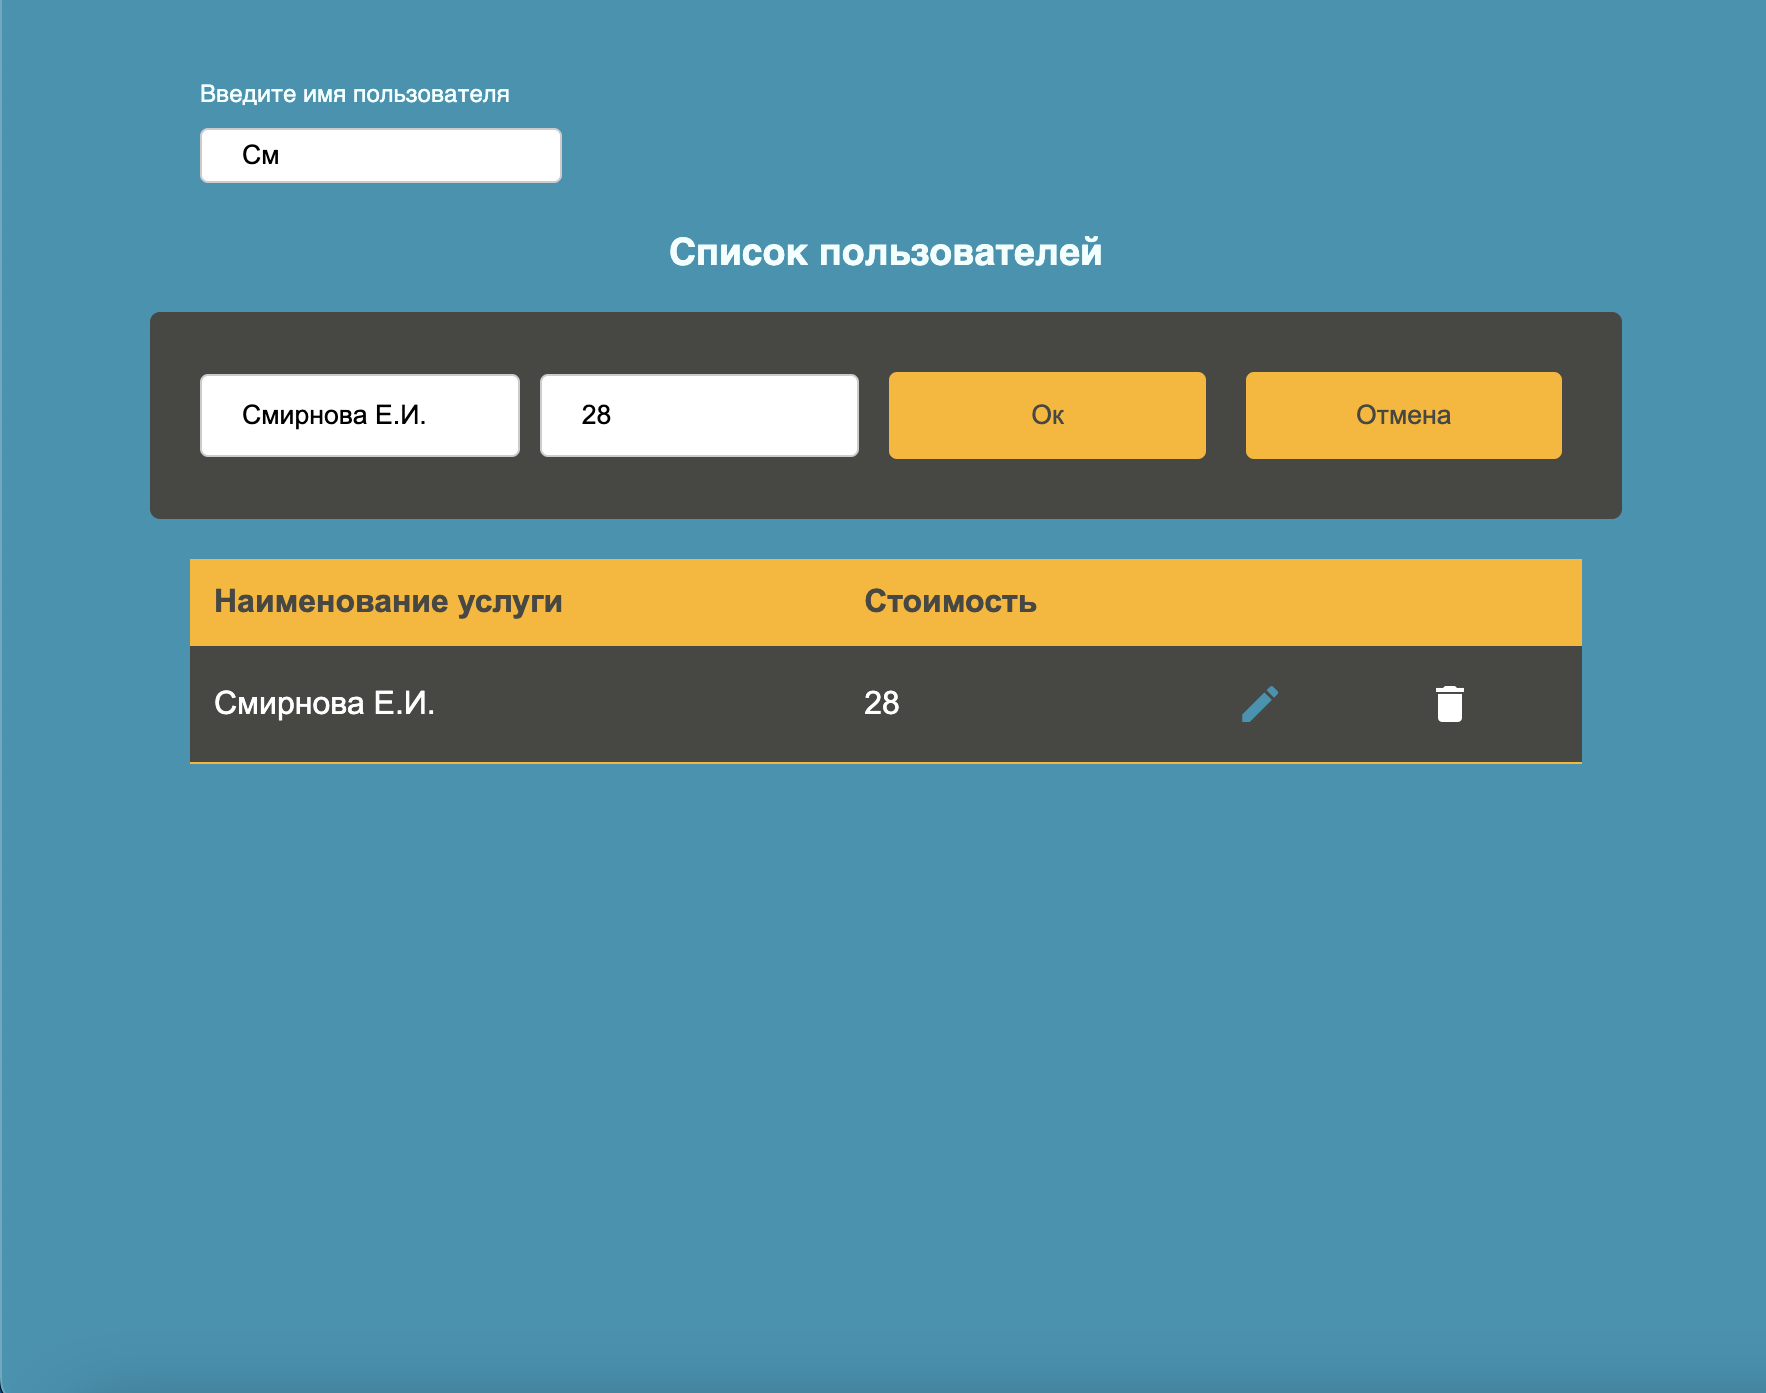 Введите имя пользователя
См
Список пользователей
Смирнова Е.И. 28 Ок Отмена
Наименование услуги Стоимость
Смирнова Е.И. 28